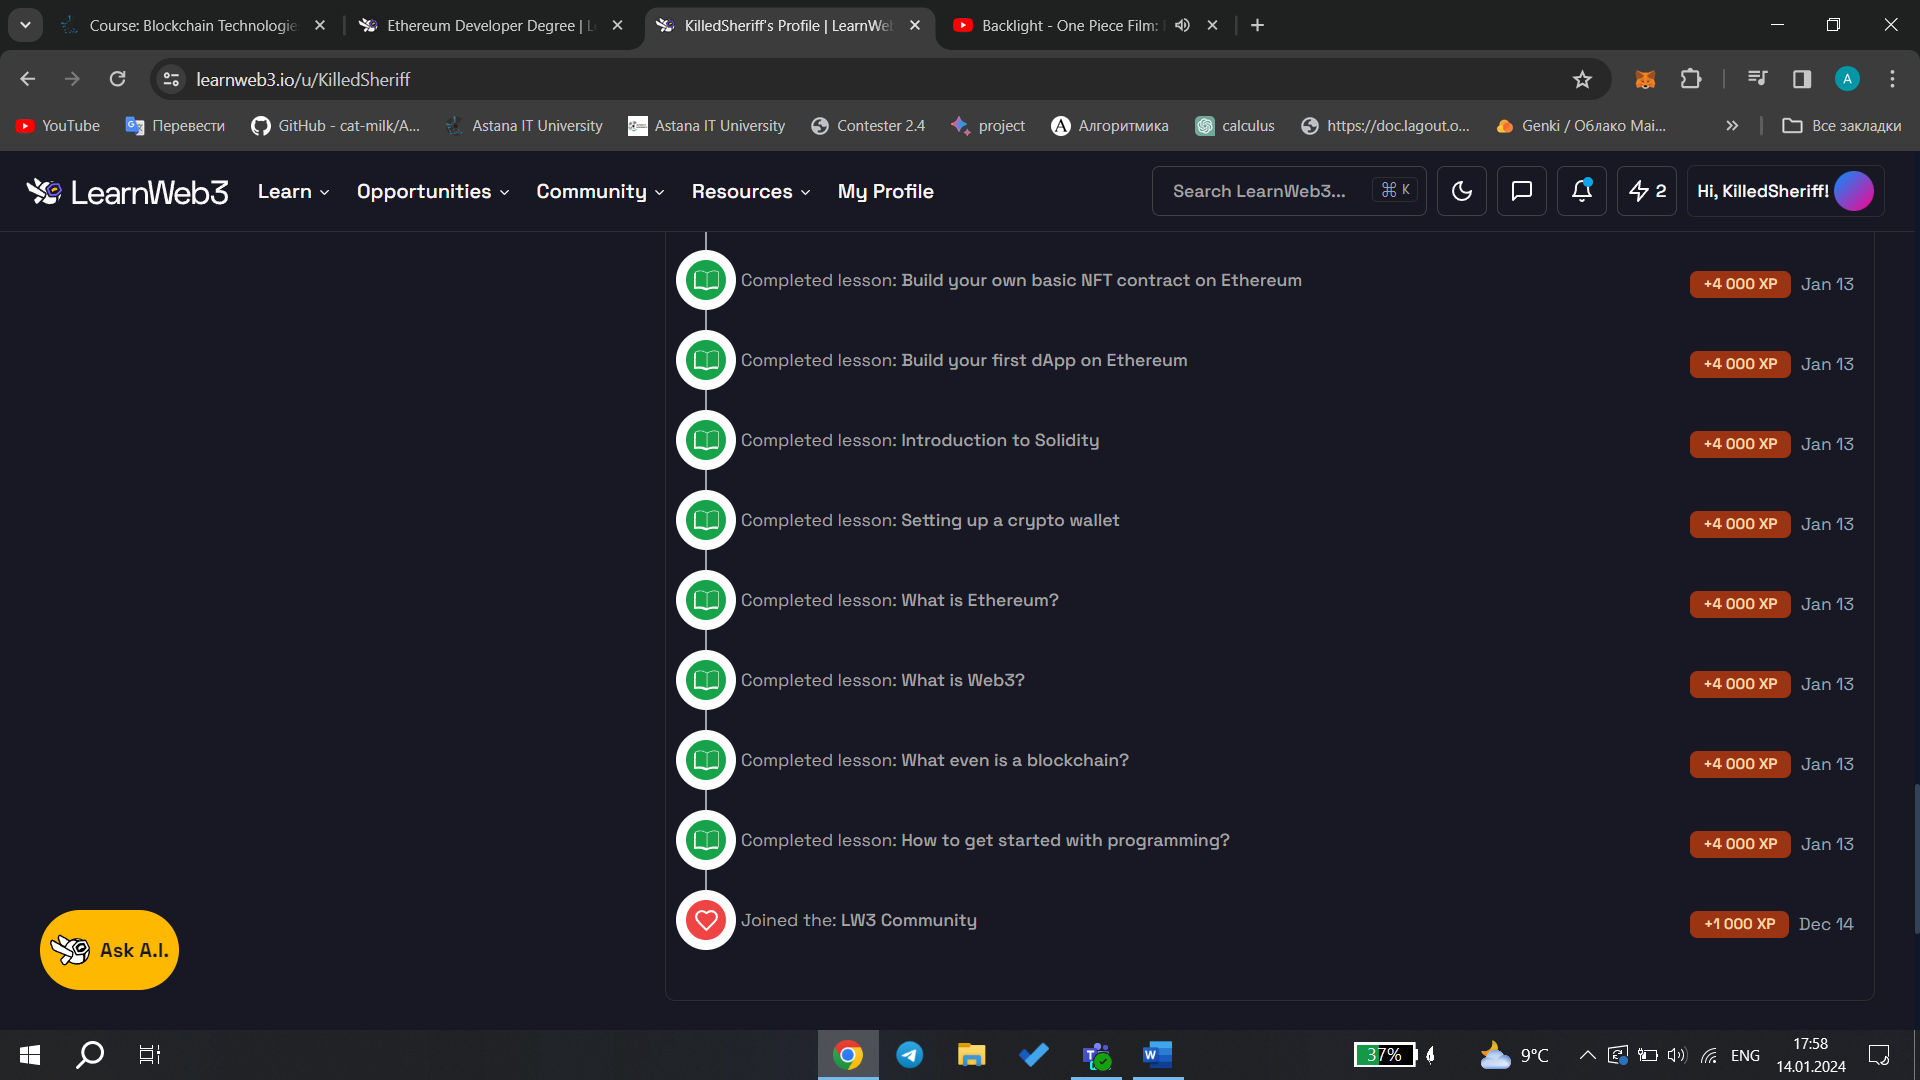 Course: Blockchain Technologie
Ethereum Developer Degree | L
KilledSheriff's Profile | LearnWeb
Backlight - One Piece Film:
learnweb3.io/u/KilledSheriff
A
YouTube
Перевести
GitHub - cat-milk/A...
Astana IT University
Astana IT University
Contester 2.4
project
Алгоритмика
calculus
https://doc.lagout.o...
Genki / Облако Mai...
Все закладки
LearnWeb3
Learn
Opportunities
Community
Resources
My Profile
Search LearnWeb3...
⌘ K
2
Hi, KilledSheriff!
Completed lesson: Build your own basic NFT contract on Ethereum
+4 000 XP Jan 13
Completed lesson: Build your first dApp on Ethereum
+4 000 XP Jan 13
Completed lesson: Introduction to Solidity
+4 000 XP Jan 13
Completed lesson: Setting up a crypto wallet
+4 000 XP Jan 13
Completed lesson: What is Ethereum?
+4 000 XP Jan 13
Completed lesson: What is Web3?
+4 000 XP Jan 13
Completed lesson: What even is a blockchain?
+4 000 XP Jan 13
Completed lesson: How to get started with programming?
+4 000 XP Jan 13
Joined the: LW3 Community
+1 000 XP Dec 14
Ask A.I.
37%
9°C
ENG
17:58
14.01.2024